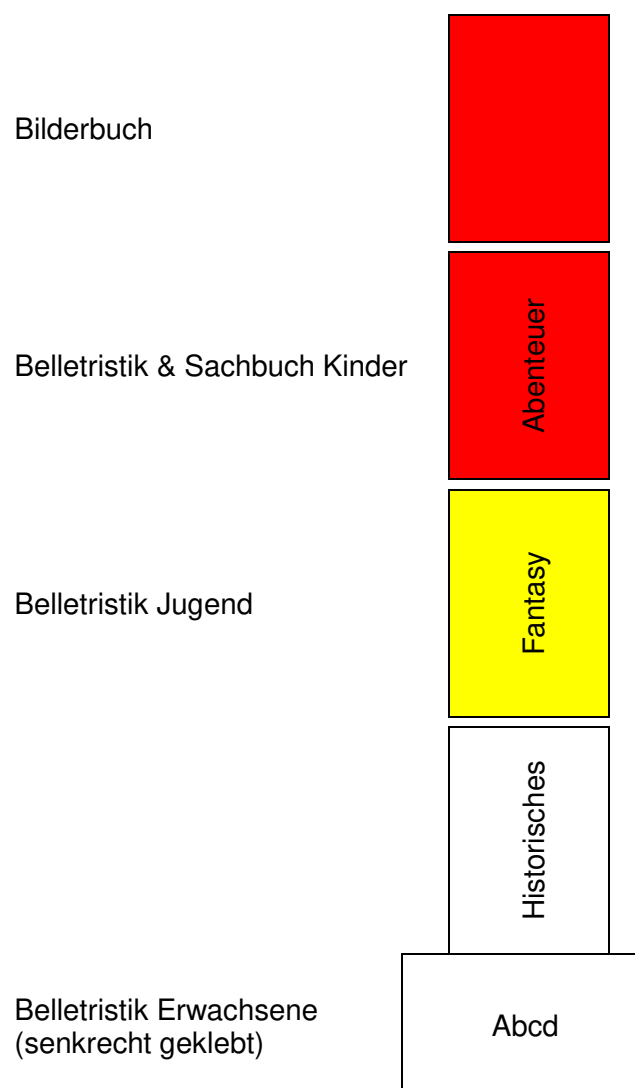 Bilderbuch
Belletristik & Sachbuch Kinder
Abenteuer
Belletristik Jugend
Fantasy
Historisches
Belletristik Erwachsene
(senkrecht geklebt)
Abcd